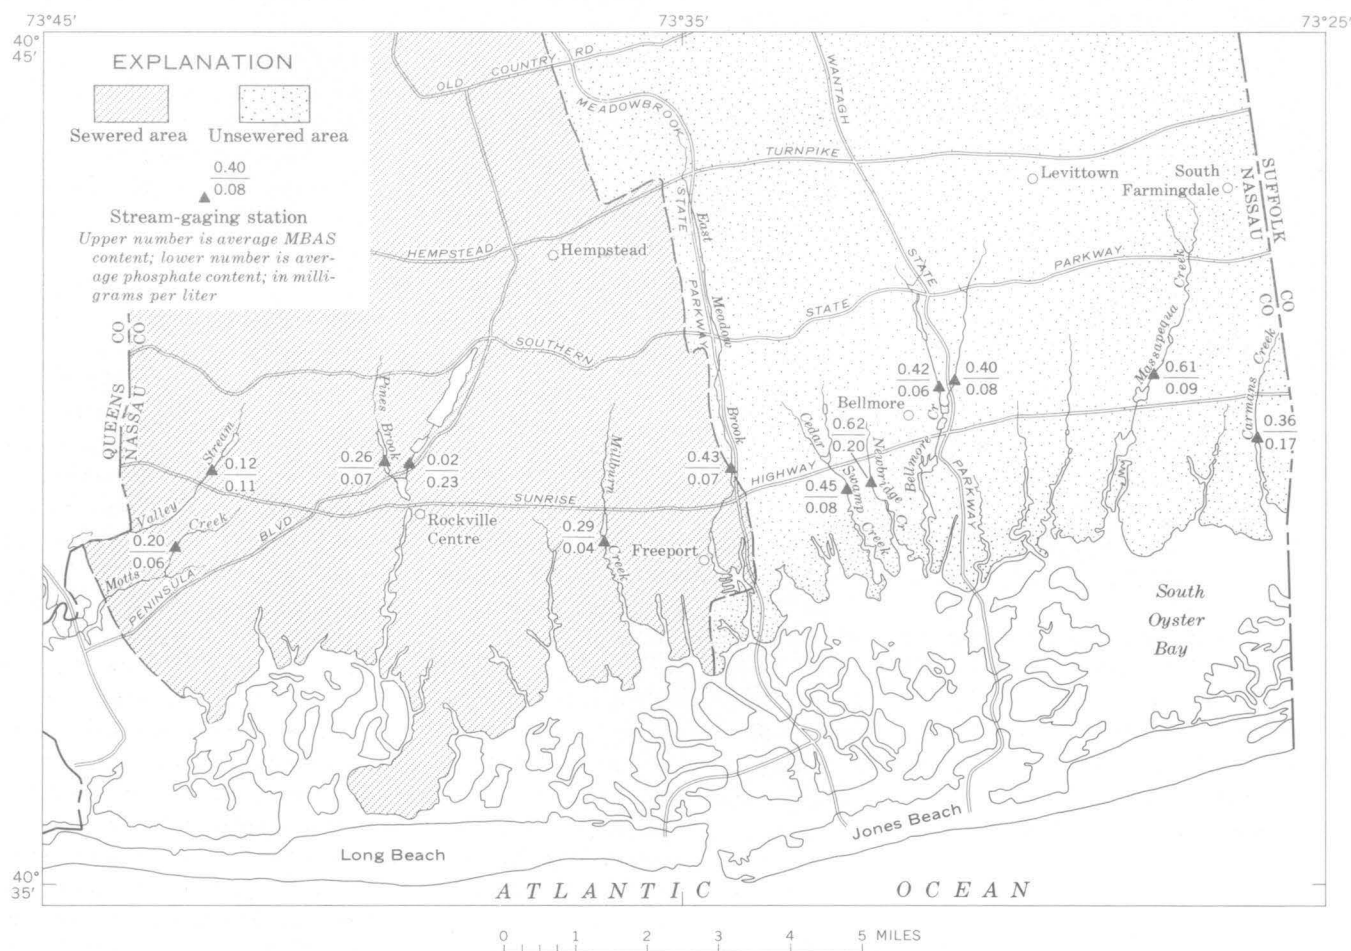 73°45'
73°35'
73°25'
40°
45'
EXPLANATION
Sewered area
Unsewered area
0.40
0.08
Stream-gaging station
Upper number is average MBAS
content; lower number is aver-
age phosphate content; in milli-
grams per liter
OLD COUNTRY RD
MEADOWBROOK
STATE
PARKWAY
WANTAGH
STATE
PARKWAY
HEMPSTEAD
TURNPIKE
Levittown
South
Farmingdale
SUFFOLK CO
NASSAU CO
Hempstead
East
Meadow
Brook
SOUTHERN
STATE
PARKWAY
QUEENS CO
NASSAU CO
Pines
Brook
Valley
Stream
0.12
0.11
0.26
0.07
0.02
0.23
Millburn
Creek
0.29
0.04
0.43
0.07
Bellmore
0.42
0.06
0.40
0.08
Massapequa
Creek
0.61
0.09
Carmans
Creek
0.36
0.17
Cedar
Swamp Creek
0.62
0.20
Newbridge Cr
Bellmore
Cr
0.45
0.08
SUNRISE
HIGHWAY
Motts
Creek
0.20
0.06
PENINSULA
BLVD
Rockville
Centre
Freeport
South
Oyster
Bay
Long Beach
Jones Beach
40°
35'
ATLANTIC OCEAN
0 1 2 3 4 5 MILES